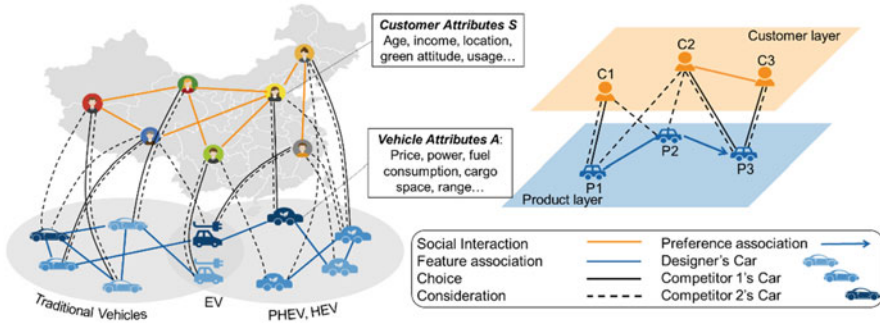 Customer Attributes S
Age, income, location,
green attitude, usage...
Vehicle Attributes A:
Price, power, fuel
consumption, cargo
space, range...
Traditional Vehicles
EV
PHEV, HEV
Customer layer
C1
C2
C3
P1
P2
P3
Product layer
Social Interaction
Preference association
Feature association
Designer's Car
Choice
Competitor 1's Car
Consideration
Competitor 2's Car